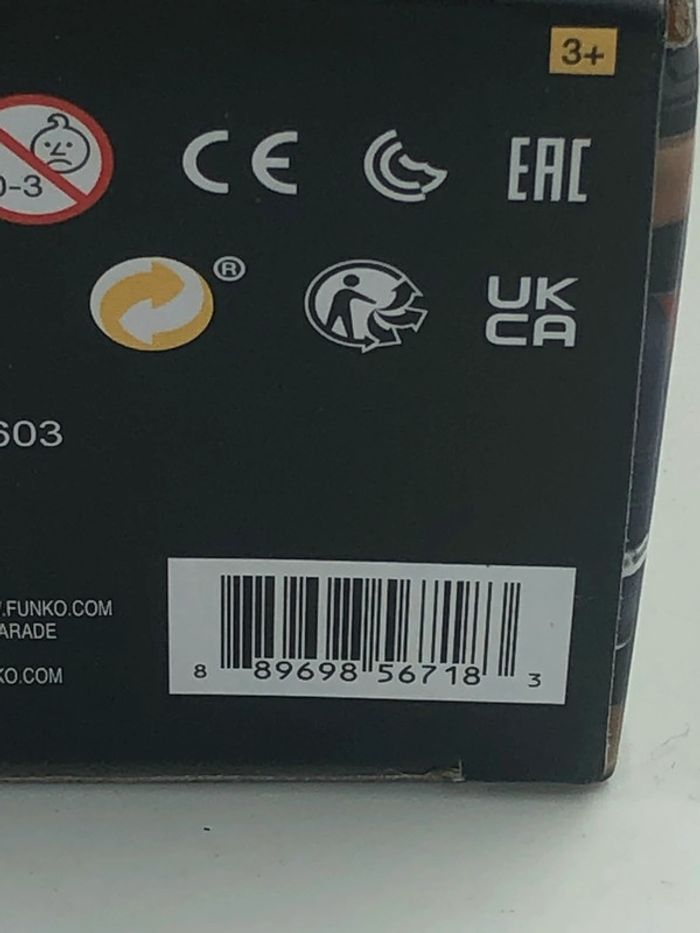 3+
0-3
CE
EAC
®
UK
CA
603
.FUNKO.COM
ARADE
KO.COM
8 89698 56718 3